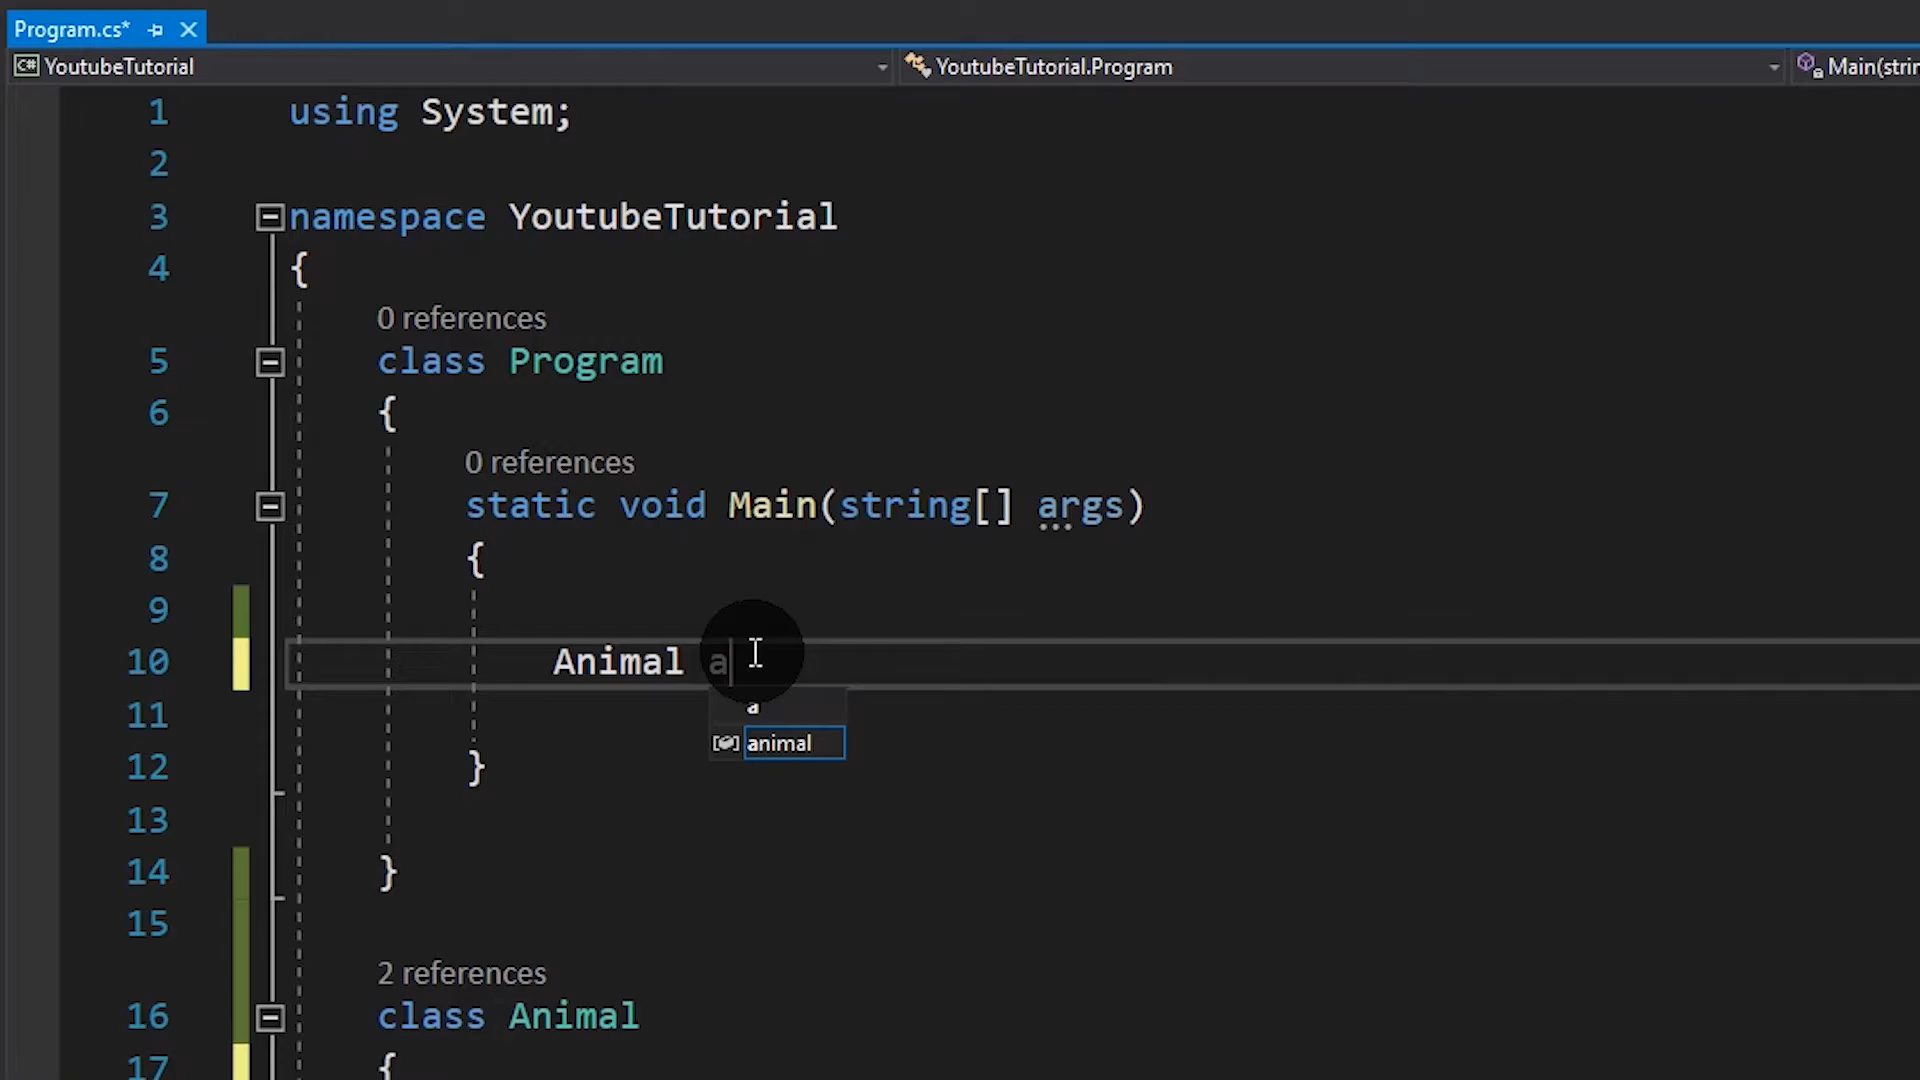 Program.cs*
C# YoutubeTutorial YoutubeTutorial.Program Main(strin
1 using System;
2
3 namespace YoutubeTutorial
4 {
0 references
5 class Program
6 {
0 references
7 static void Main(string[] args)
8 {
9
10 Animal a
a
11
animal
12 }
13
14 }
15
2 references
16 class Animal
17 {